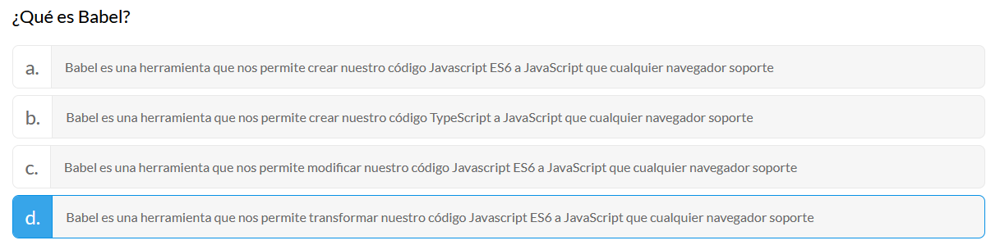 ¿Qué es Babel?
a. Babel es una herramienta que nos permite crear nuestro código Javascript ES6 a JavaScript que cualquier navegador soporte
b. Babel es una herramienta que nos permite crear nuestro código TypeScript a JavaScript que cualquier navegador soporte
c. Babel es una herramienta que nos permite modificar nuestro código Javascript ES6 a JavaScript que cualquier navegador soporte
d. Babel es una herramienta que nos permite transformar nuestro código Javascript ES6 a JavaScript que cualquier navegador soporte